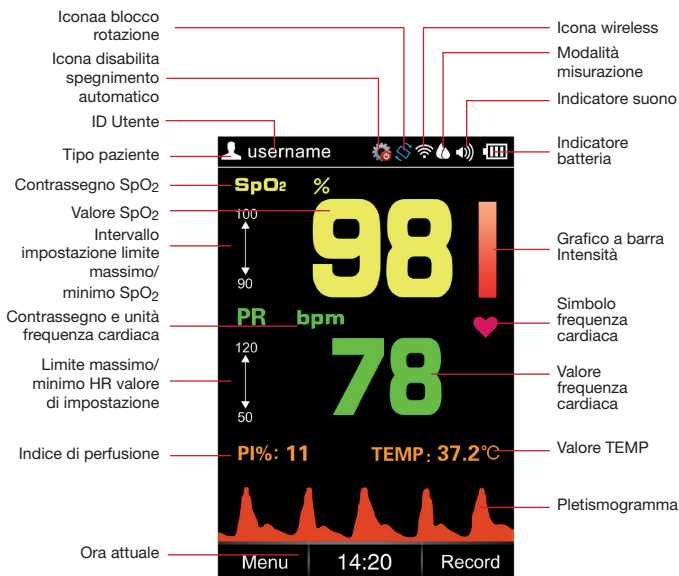 Iconaa blocco
rotazione
Icona disabilita
spegnimento
automatico
ID Utente
Tipo paziente
Contrassegno SpO2
Valore SpO2
Intervallo
impostazione limite
massimo/
minimo SpO2
Contrassegno e unità
frequenza cardiaca
Limite massimo/
minimo HR valore
di impostazione
Indice di perfusione
Ora attuale
username
SpO2 %
100
98
90
PR bpm
120
78
50
PI%: 11 TEMP: 37.2°C
Menu 14:20 Record
Icona wireless
Modalità
misurazione
Indicatore suono
Indicatore
batteria
Grafico a barra
Intensità
Simbolo
frequenza
cardiaca
Valore
frequenza
cardiaca
Valore TEMP
Pletismogramma